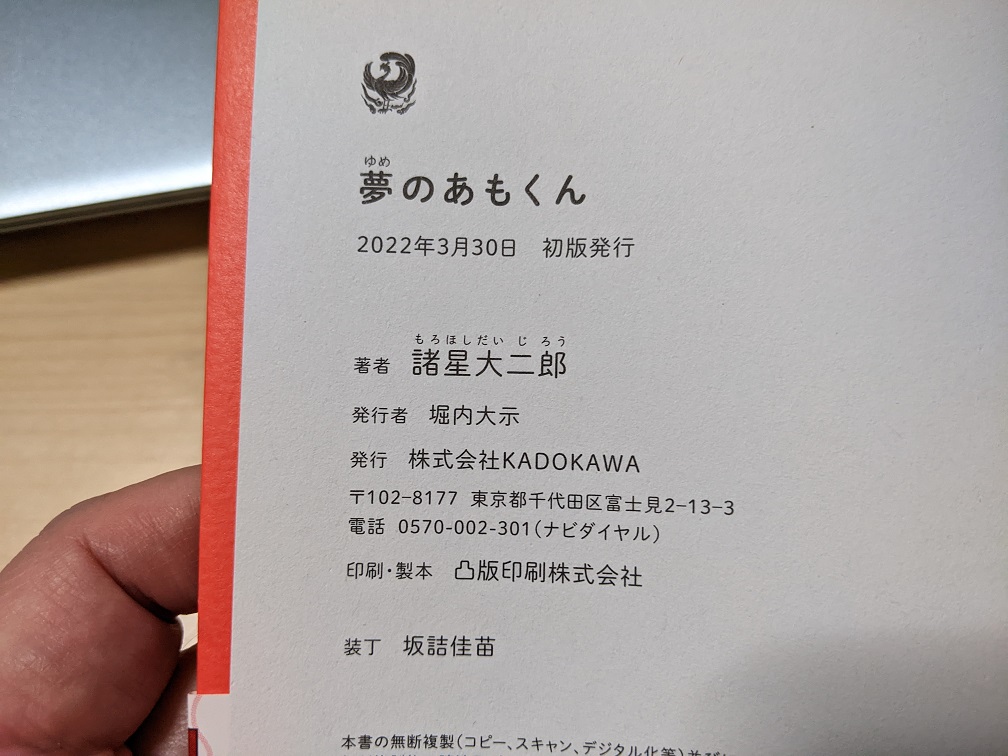 ゆめ
夢のあもくん
2022年3月30日 初版発行
もろほしだいじろう
著者 諸星大二郎
発行者 堀内大示
発行 株式会社KADOKAWA
〒102-8177 東京都千代田区富士見2-13-3
電話 0570-002-301(ナビダイヤル)
印刷・製本 凸版印刷株式会社
装丁 坂詰佳苗
本書の無断複製(コピー、スキャン、デジタル化等)並び